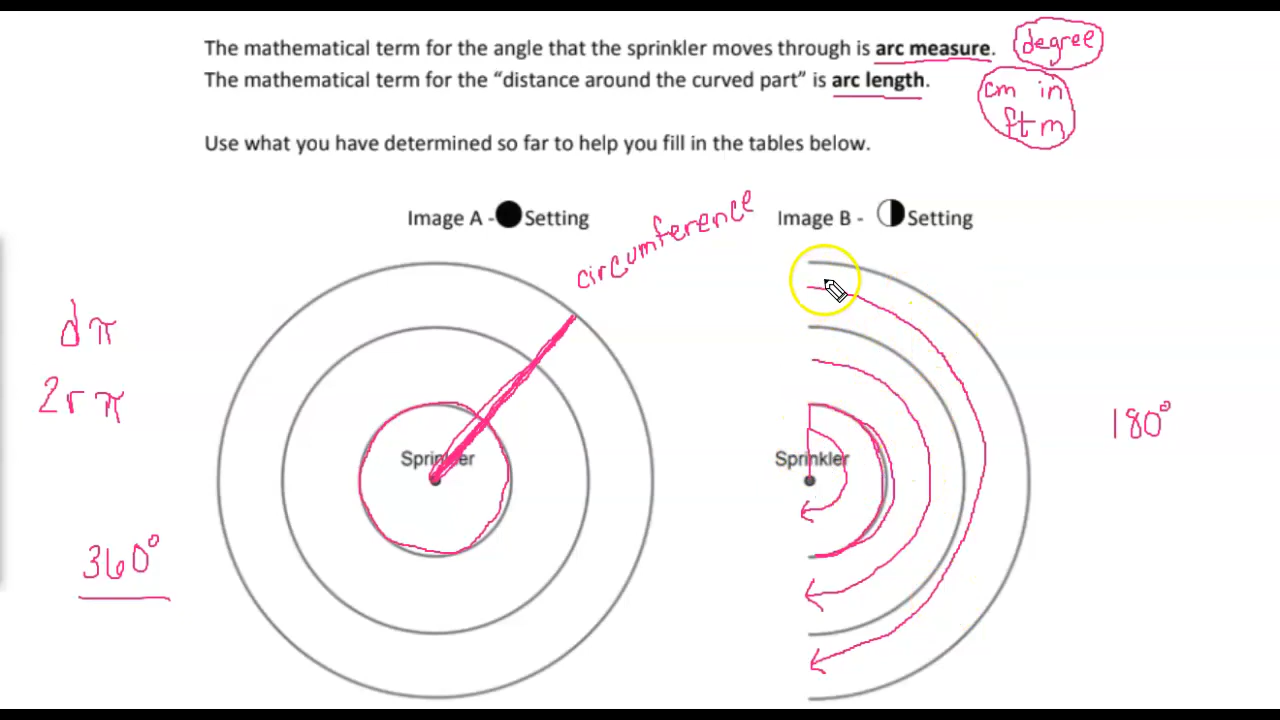 The mathematical term for the angle that the sprinkler moves through is arc measure. degree
The mathematical term for the "distance around the curved part" is arc length. cm in
ft m
Use what you have determined so far to help you fill in the tables below.
Image A - Setting
circumference
Image B - Setting
dπ
2rπ
360°
Sprinkler
Sprinkler
180°